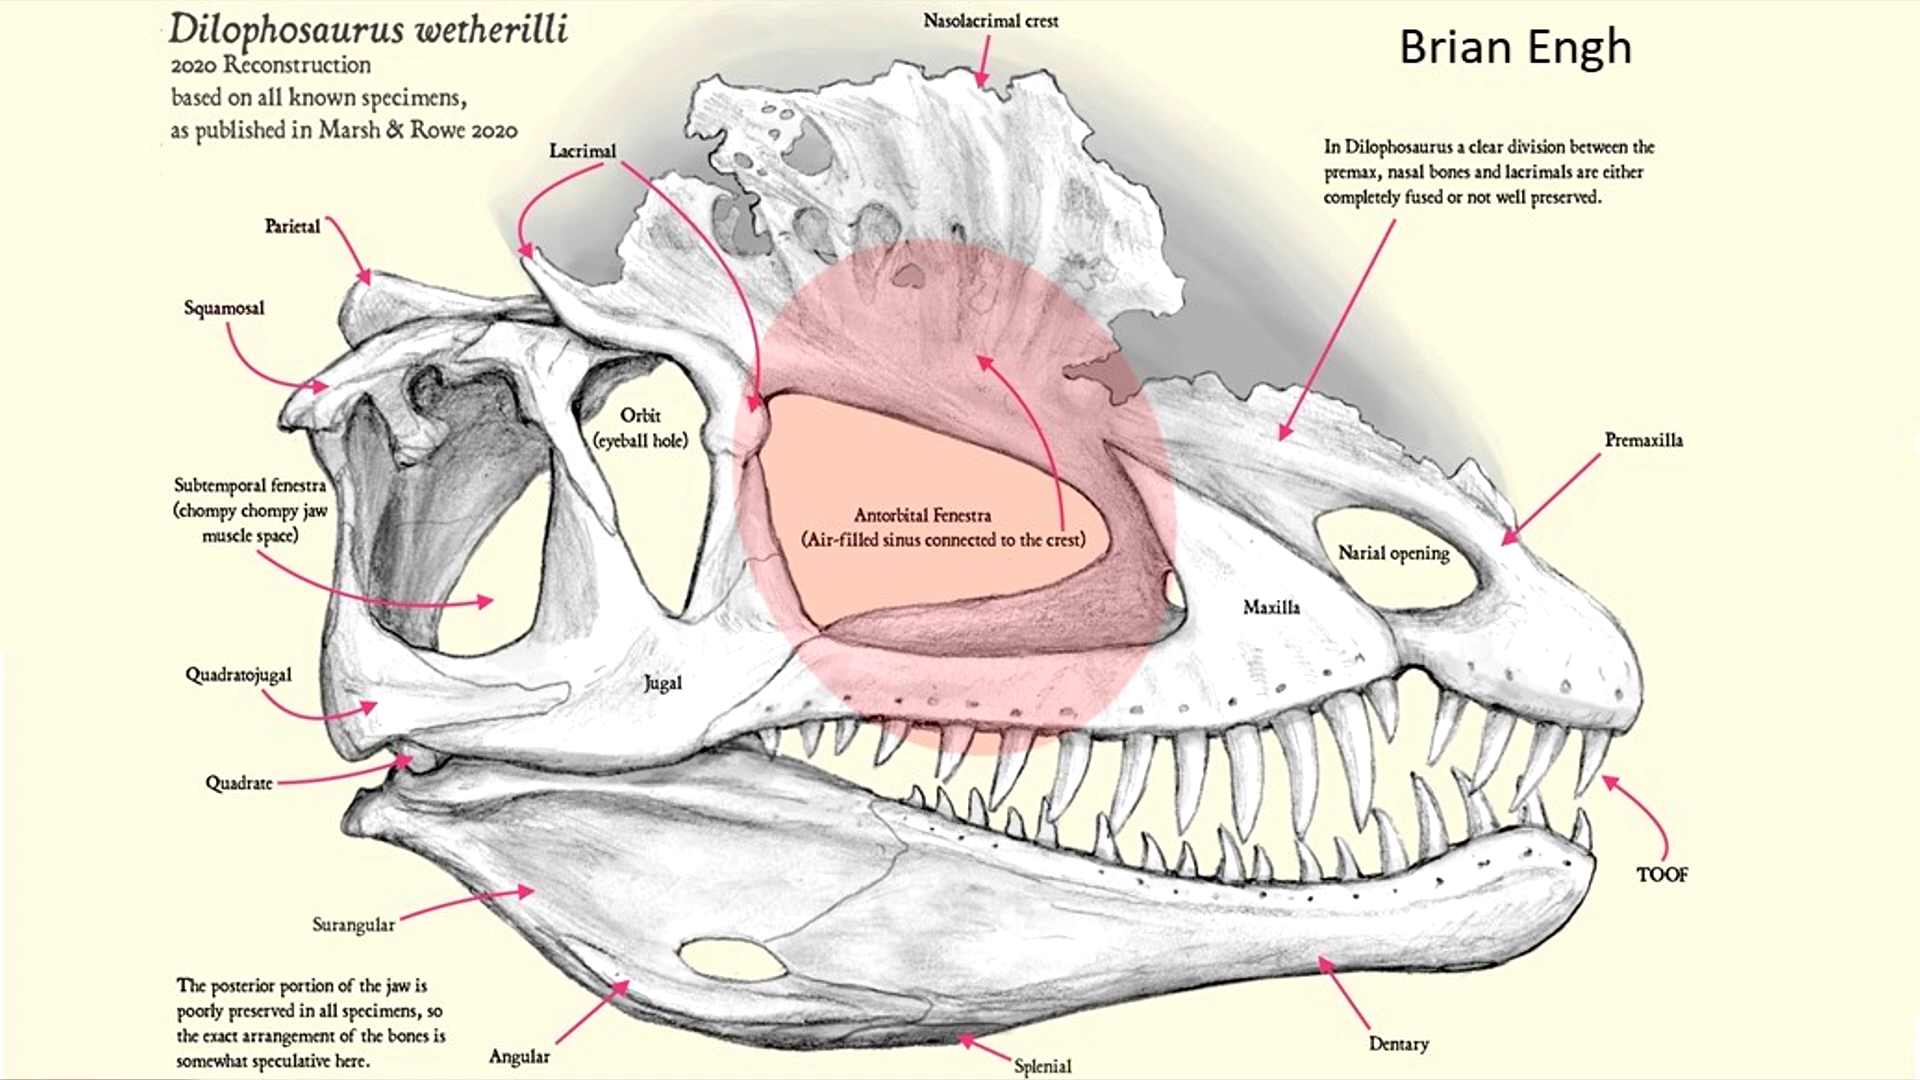 Dilophosaurus wetherilli
2020 Reconstruction
based on all known specimens,
as published in Marsh & Rowe 2020
Nasolacrimal crest
Brian Engh
In Dilophosaurus a clear division between the
premax, nasal bones and lacrimals are either
completely fused or not well preserved.
Lacrimal
Parietal
Squamosal
Orbit
(eyeball hole)
Premaxilla
Subtemporal fenestra
(chompy chompy jaw
muscle space)
Antorbital Fenestra
(Air-filled sinus connected to the crest)
Narial opening
Maxilla
Quadratojugal
Jugal
Quadrate
TOOF
Surangular
The posterior portion of the jaw is
poorly preserved in all specimens, so
the exact arrangement of the bones is
somewhat speculative here.
Angular
Splenial
Dentary